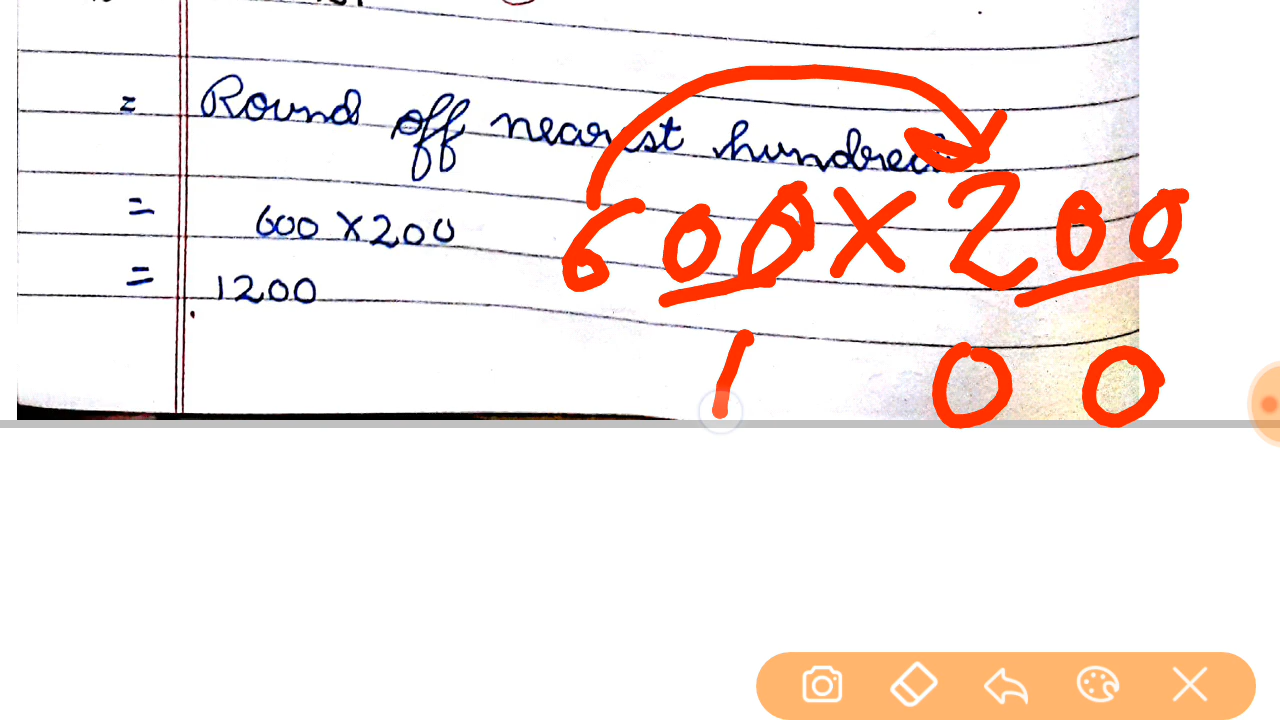 = Round off nearest hundred
= 600 X 200
= 1200
600 X 200
1 0 0